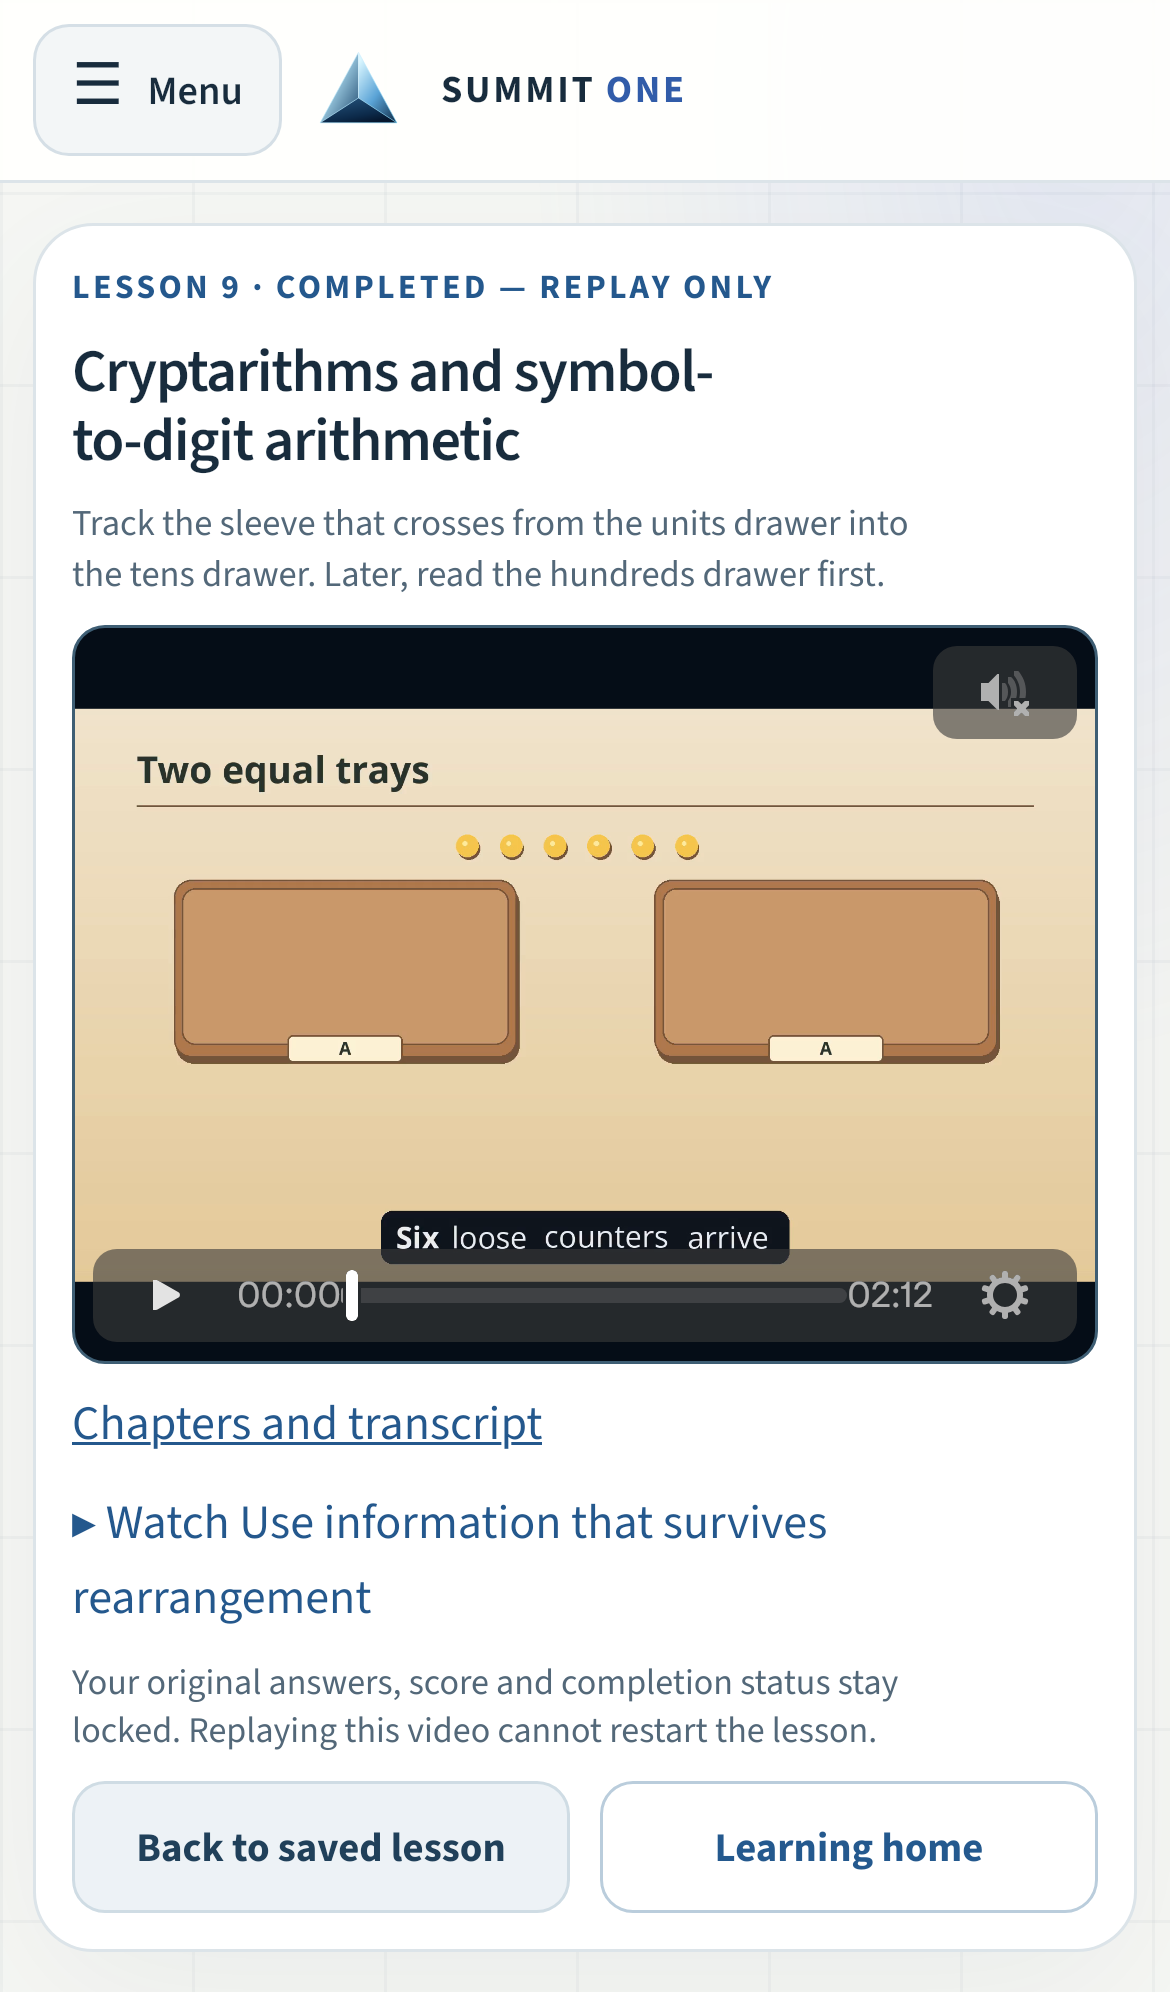 ☰ Menu
SUMMIT ONE
LESSON 9 · COMPLETED — REPLAY ONLY
Cryptarithms and symbol-
to-digit arithmetic
Track the sleeve that crosses from the units drawer into
the tens drawer. Later, read the hundreds drawer first.
Two equal trays
A
A
Six loose counters arrive
00:00
02:12
Chapters and transcript
▸ Watch Use information that survives
rearrangement
Your original answers, score and completion status stay
locked. Replaying this video cannot restart the lesson.
Back to saved lesson
Learning home